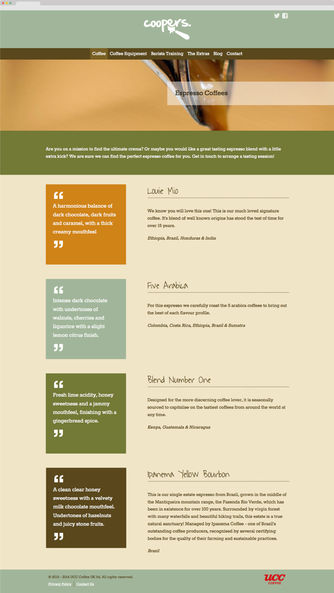 coopers.
Coffee Coffee Equipment Barista Training The Extras Blog Contact
Espresso Coffees
Are you on a mission to find the ultimate crema? Or maybe you would like a great tasting espresso blend with a little
extra kick? We are sure we can find the perfect espresso coffee for you. Get in touch to arrange a tasting session!
A harmonious balance of
dark chocolate, dark fruits
and caramel, with a thick
creamy mouthfeel
Louie Mio
We know you will love this one! This is our much loved signature
coffee. It's blend of well known origins has stood the test of time for
over 15 years.
Ethiopia, Brazil, Honduras & India
Intense dark chocolate
with undertones of
walnuts, cherries and
liquorice with a slight
lemon citrus finish.
Five Arabica
For this espresso we carefully roast the 5 arabica coffees to bring out
the best of each flavour profile.
Colombia, Costa Rica, Ethiopia, Brazil & Sumatra
Fresh lime acidity, honey
sweetness and a jammy
mouthfeel, finishing with a
gingerbread spice.
Blend Number One
Designed for the more discerning coffee lover, it is seasonally
sourced to capitalise on the tastiest coffees from around the world at
any time.
Kenya, Guatemala & Nicaragua
A clean clear honey
sweetness with a velvety
milk chocolate mouthfeel.
Undertones of hazelnuts
and juicy stone fruits.
Ipanema Yellow Bourbon
This is our single estate espresso from Brazil, grown in the middle of
the Mantiqueira mountain range, the Fazenda Rio Verde, which has
been in existence for over 100 years. Surrounded by virgin forest
with many waterfalls and beautiful hiking trails, this estate is a true
natural sanctuary! Managed by Ipanema Coffee - one of Brazil's
outstanding coffee producers, recognised by several certifying
bodies for the quality of their farming and sustainable practices.
Brazil
UCC Coffee UK ltd, All rights reserved.
Privacy Policy Contact Us
UCC
COFFEE